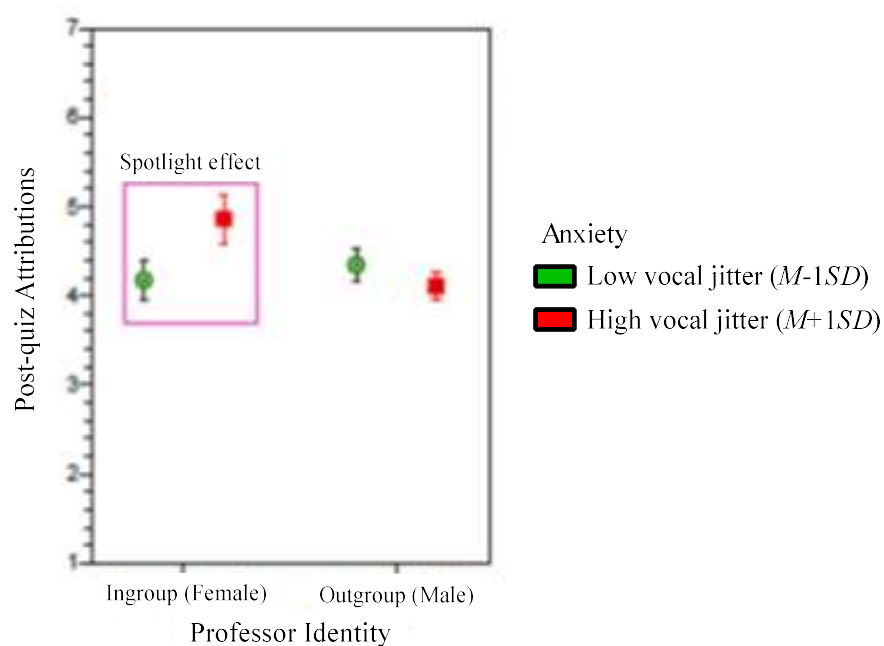 7
6
Spotlight effect
5
Post-quiz Attributions
4
3
2
1
Ingroup (Female)
Outgroup (Male)
Professor Identity
Anxiety
Low vocal jitter (M-1SD)
High vocal jitter (M+1SD)